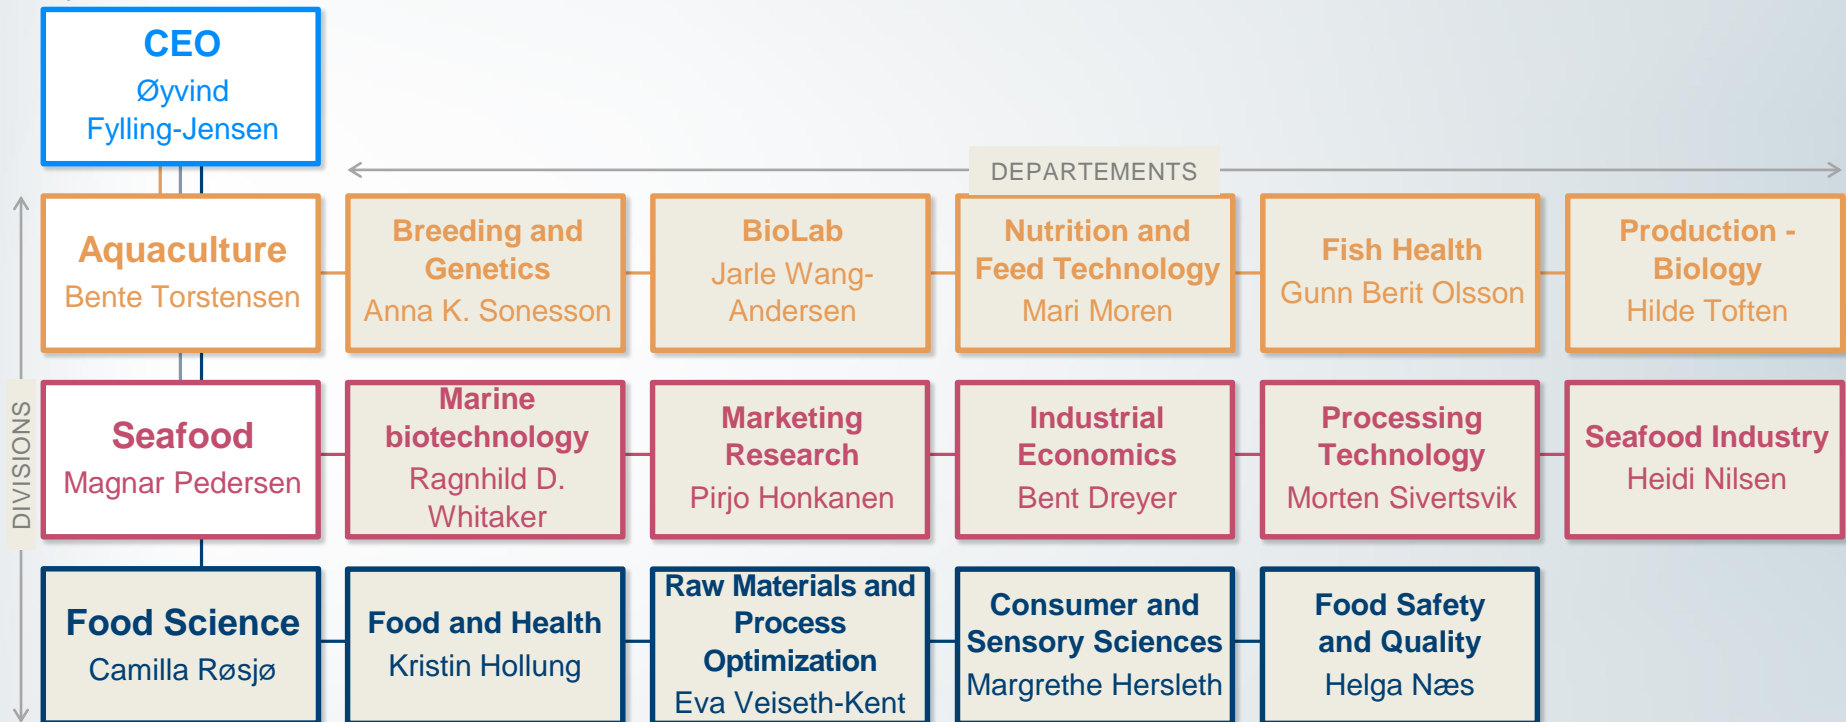 CEO
Øyvind
Fylling-Jensen
DEPARTEMENTS
DIVISIONS
Aquaculture
Bente Torstensen
Breeding and
Genetics
Anna K. Sonesson
BioLab
Jarle Wang-
Andersen
Nutrition and
Feed Technology
Mari Moren
Fish Health
Gunn Berit Olsson
Production -
Biology
Hilde Toften
Seafood
Magnar Pedersen
Marine
biotechnology
Ragnhild D.
Whitaker
Marketing
Research
Pirjo Honkanen
Industrial
Economics
Bent Dreyer
Processing
Technology
Morten Sivertsvik
Seafood Industry
Heidi Nilsen
Food Science
Camilla Røsjø
Food and Health
Kristin Hollung
Raw Materials and
Process
Optimization
Eva Veiseth-Kent
Consumer and
Sensory Sciences
Margrethe Hersleth
Food Safety
and Quality
Helga Næs